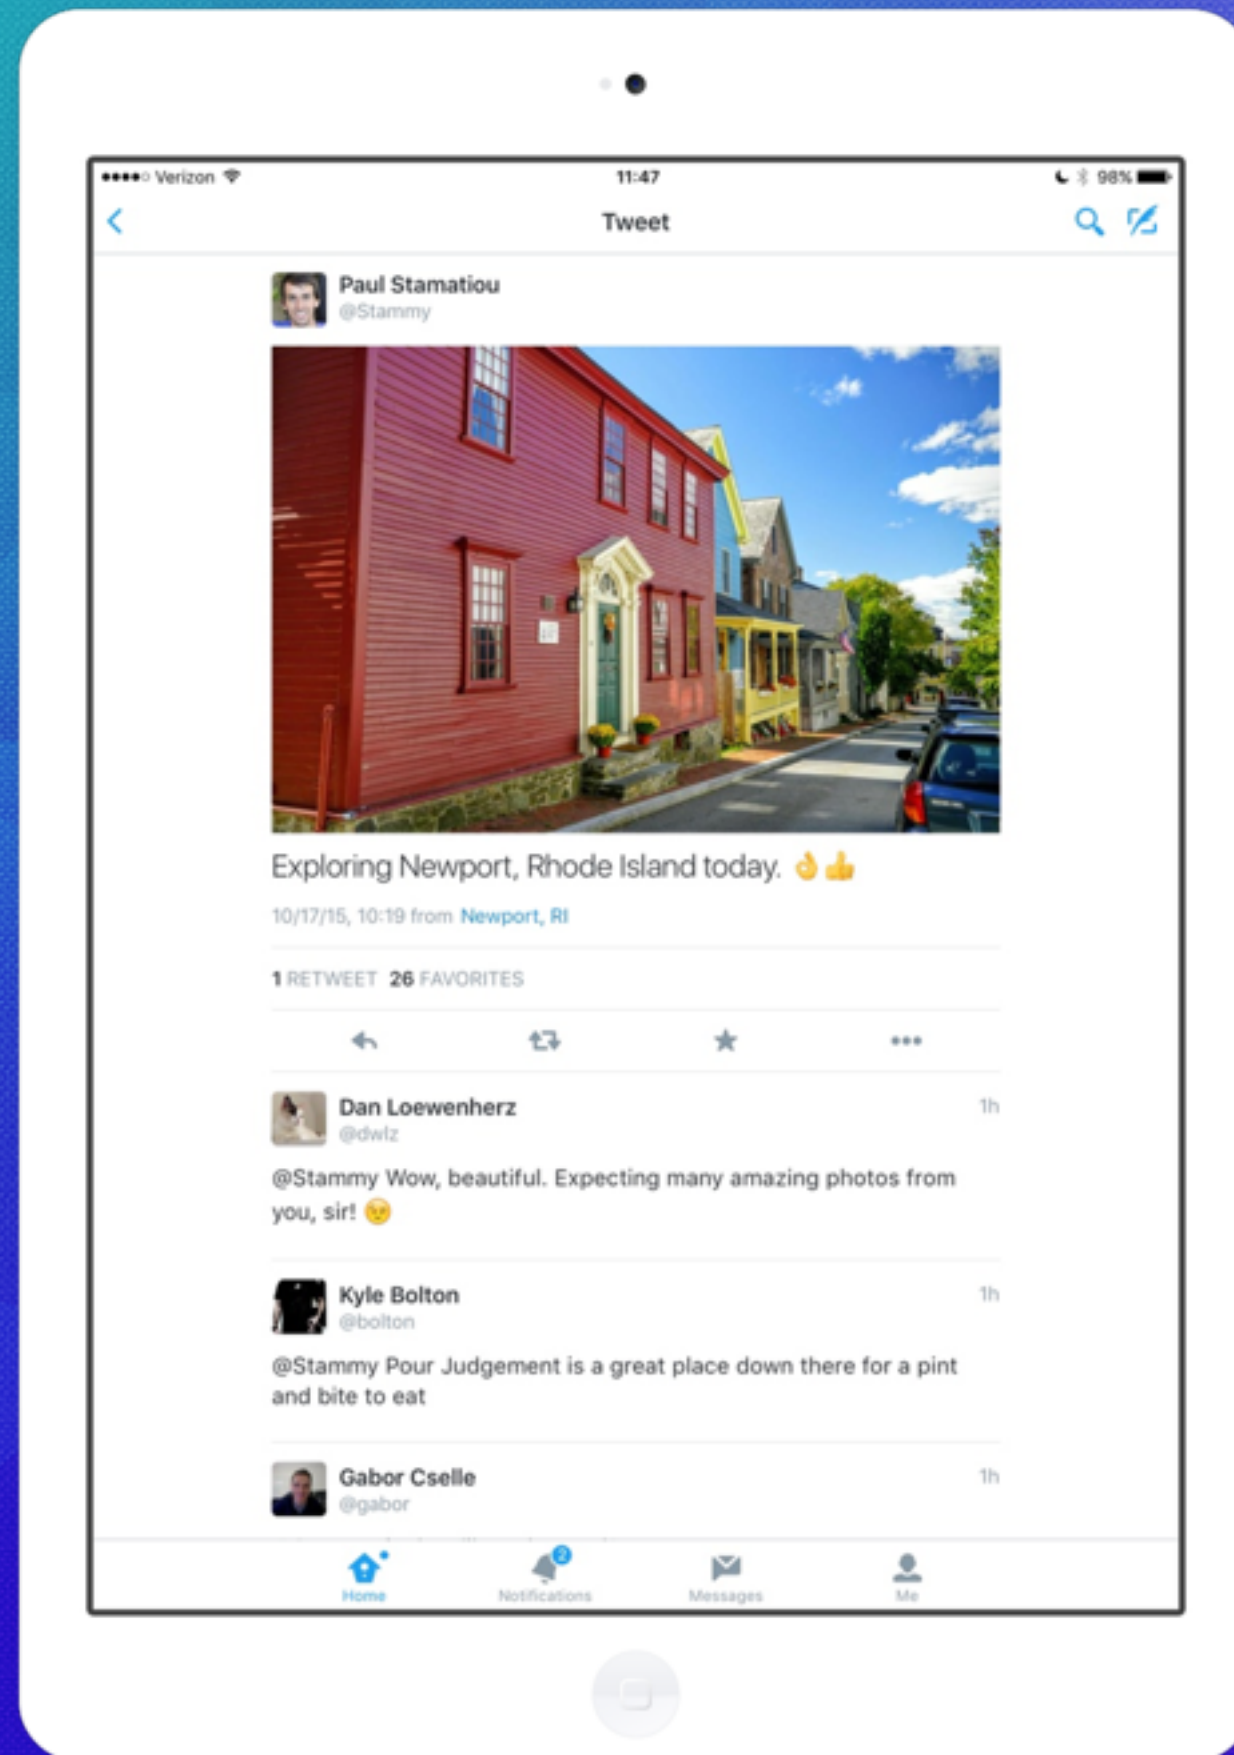 Verizon
11:47
98%
Tweet
Paul Stamatiou
@Stammy
Exploring Newport, Rhode Island today. 👌👍
10/17/15, 10:19 from Newport, RI
1 RETWEET 26 FAVORITES
Dan Loewenherz
1h
@dwlz
@Stammy Wow, beautiful. Expecting many amazing photos from
you, sir! 😉
Kyle Bolton
1h
@bolton
@Stammy Pour Judgement is a great place down there for a pint
and bite to eat
Gabor Cselle
1h
@gabor
2
Home
Notifications
Messages
Me